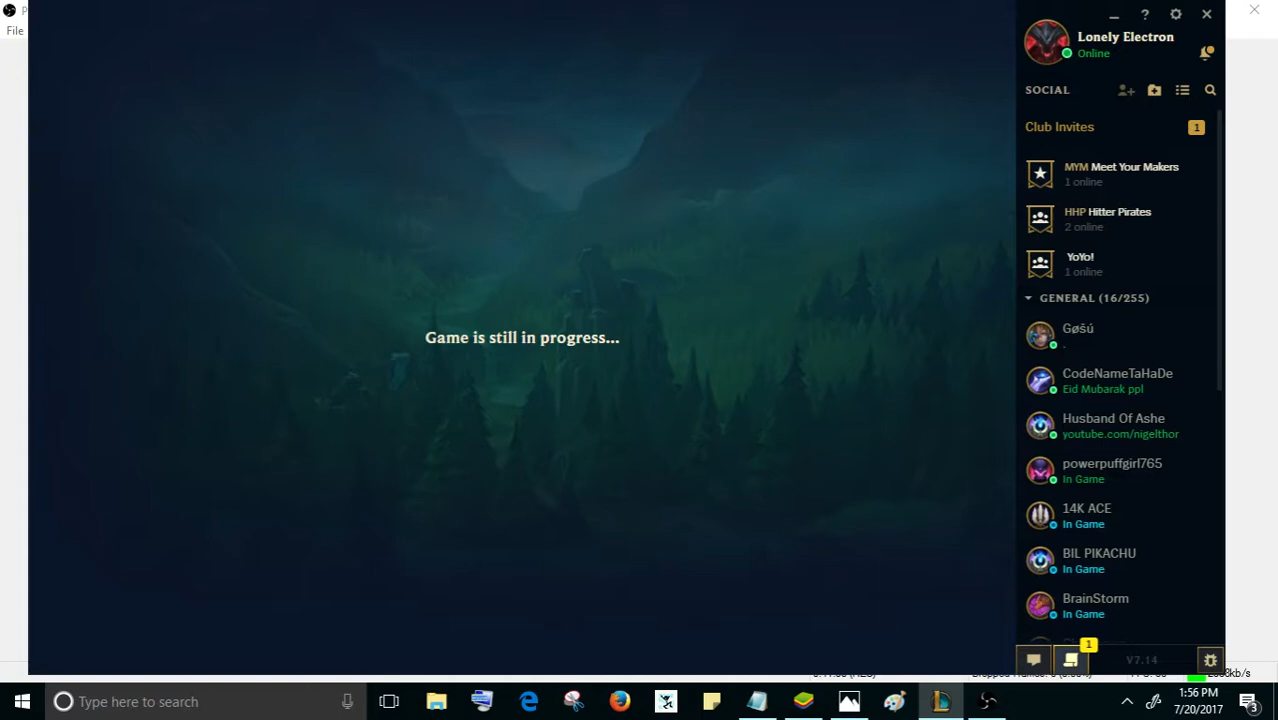 File
Lonely Electron
Online
SOCIAL
Club Invites
1
MYM Meet Your Makers
1 online
HHP Hitter Pirates
2 online
YoYo!
1 online
GENERAL (16/255)
Gøšú
.
CodeNameTaHaDe
Eid Mubarak ppl
Husband Of Ashe
youtube.com/nigelthor
powerpuffgirl765
In Game
14K ACE
In Game
BIL PIKACHU
In Game
BrainStorm
In Game
Game is still in progress...
1
V7.14
Type here to search
1:56 PM
7/20/2017
3